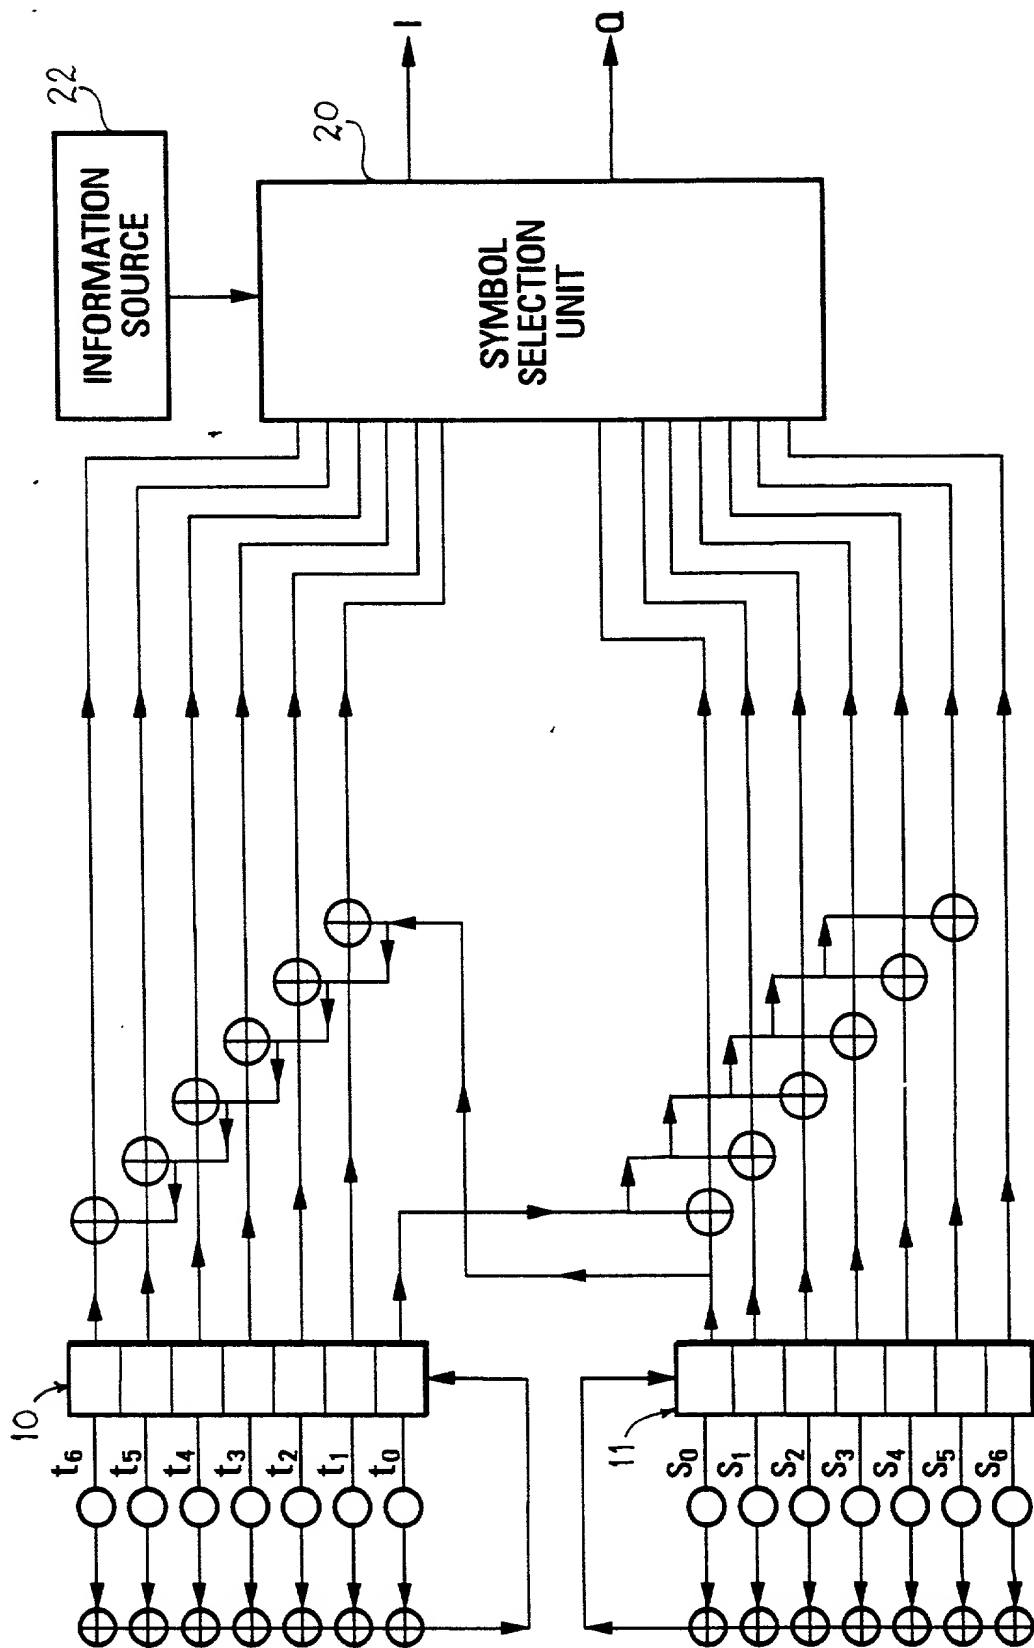 INFORMATION
SOURCE
22
SYMBOL
SELECTION
UNIT
20
I
Q
10
t6
t5
t4
t3
t2
t1
t0
11
S0
S1
S2
S3
S4
S5
S6